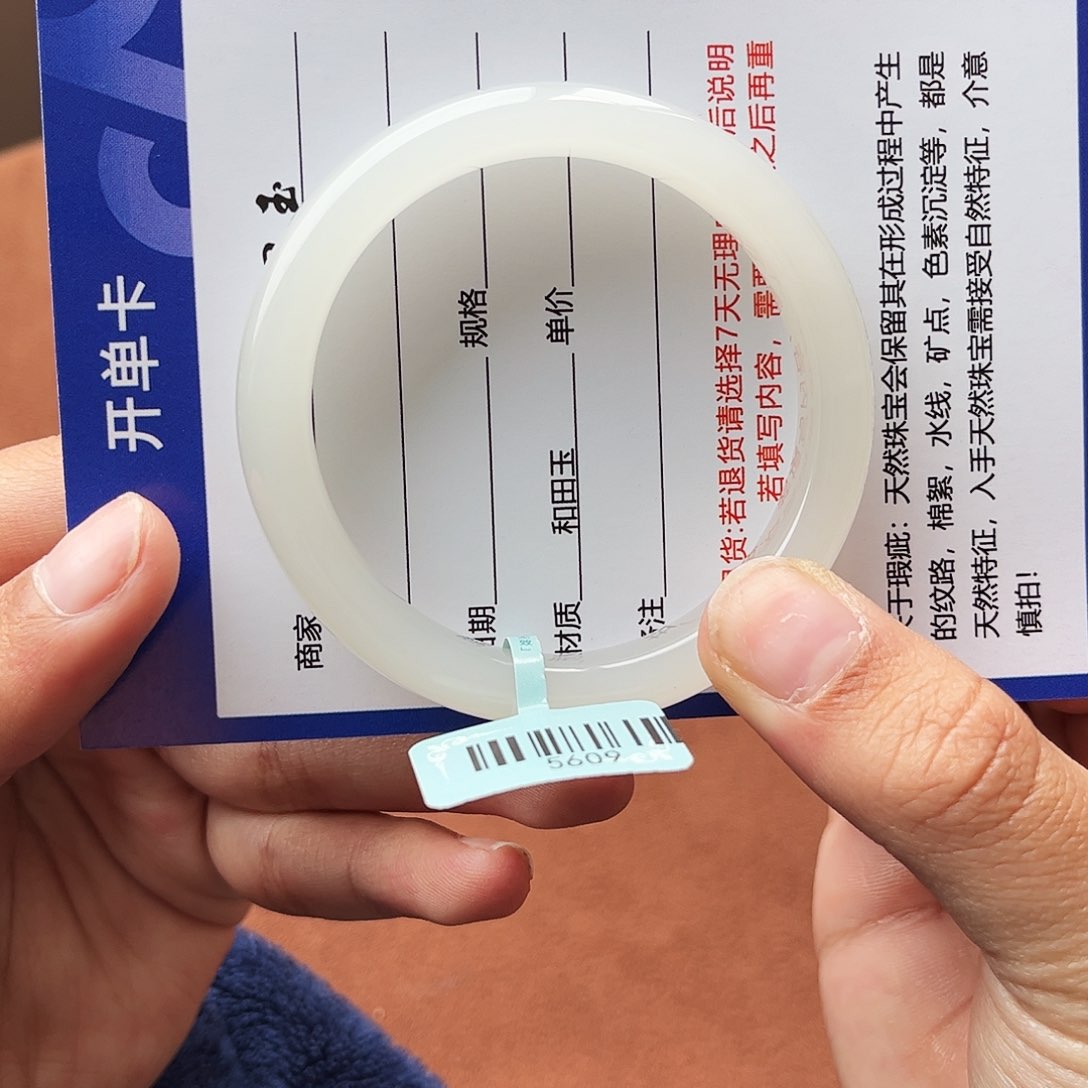 开单卡
玉
商家
期 规格
材质 和田玉 单价
注
货:若退货请选择7天无理 后说明
若填写内容，需 之后再重
于瑕疵：天然珠宝会保留其在形成过程中产生
的纹路，棉絮，水线，矿点，色素沉淀等，都是
天然特征，入手天然珠宝需接受自然特征，介意
慎拍！
5609